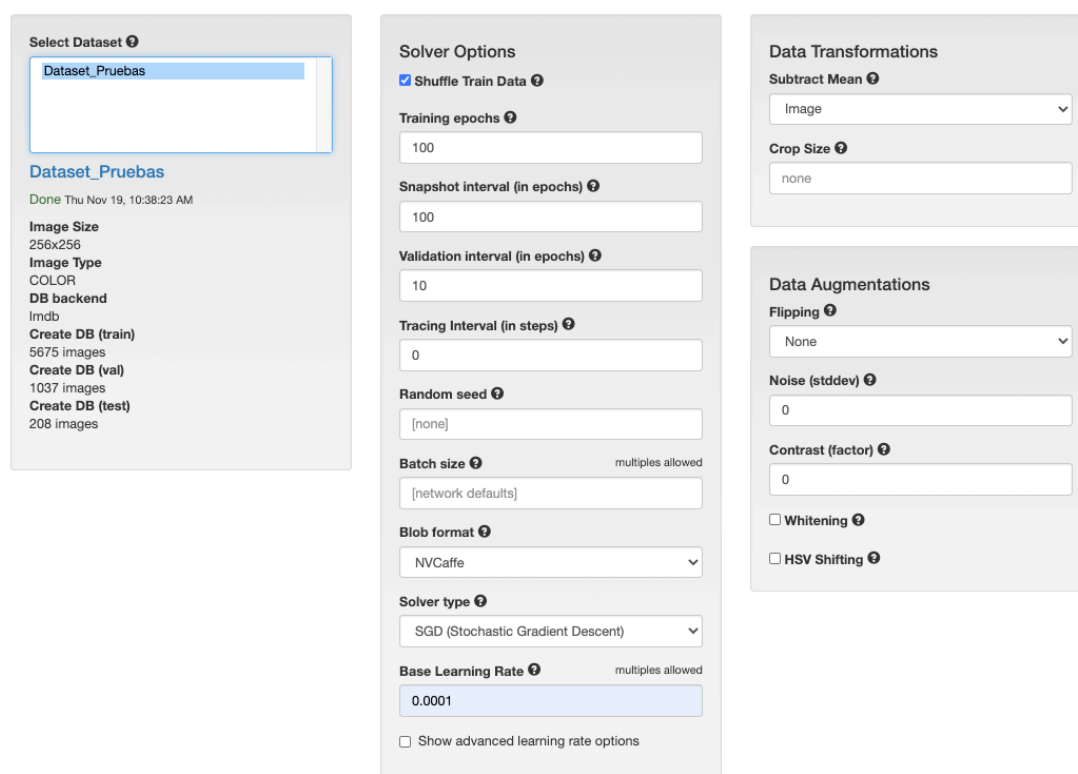 Select Dataset
Dataset_Pruebas
Dataset_Pruebas
Done Thu Nov 19, 10:38:23 AM
Image Size
256x256
Image Type
COLOR
DB backend
lmdb
Create DB (train)
5675 images
Create DB (val)
1037 images
Create DB (test)
208 images
Solver Options
Shuffle Train Data
Training epochs
100
Snapshot interval (in epochs)
100
Validation interval (in epochs)
10
Tracing Interval (in steps)
0
Random seed
[none]
Batch size multiples allowed
[network defaults]
Blob format
NVCaffe
Solver type
SGD (Stochastic Gradient Descent)
Base Learning Rate multiples allowed
0.0001
Show advanced learning rate options
Data Transformations
Subtract Mean
Image
Crop Size
none
Data Augmentations
Flipping
None
Noise (stddev)
0
Contrast (factor)
0
Whitening
HSV Shifting